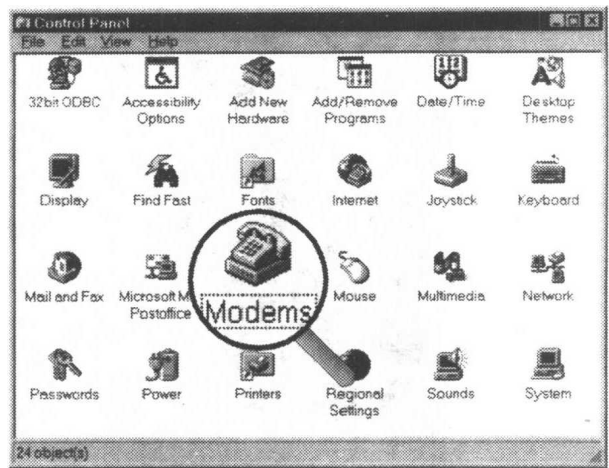 Control Panel
File Edit View Help
32bit ODBC
Accessibility Options
Add New Hardware
Add/Remove Programs
Date/Time
Desktop Themes
Display
Find Fast
Fonts
Internet
Joystick
Keyboard
Mail and Fax
Microsoft M
Postoffice
Modems
Mouse
Multimedia
Network
Passwords
Power
Printers
Regional Settings
Sounds
System
24 object(s)